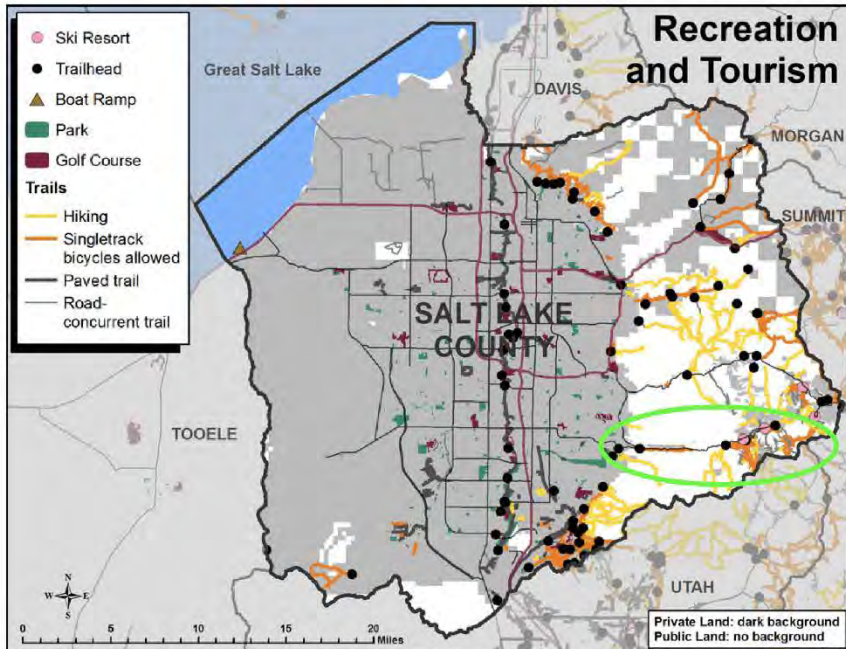 Ski Resort
Trailhead
Boat Ramp
Park
Golf Course
Trails
Hiking
Singletrack
bicycles allowed
Paved trail
Road-
concurrent trail
Recreation
and Tourism
Great Salt Lake
DAVIS
MORGAN
SUMMIT
SALT LAKE
COUNTY
TOOELE
UTAH
N
W E
S
0 5 10 20
Miles
Private Land: dark background
Public Land: no background